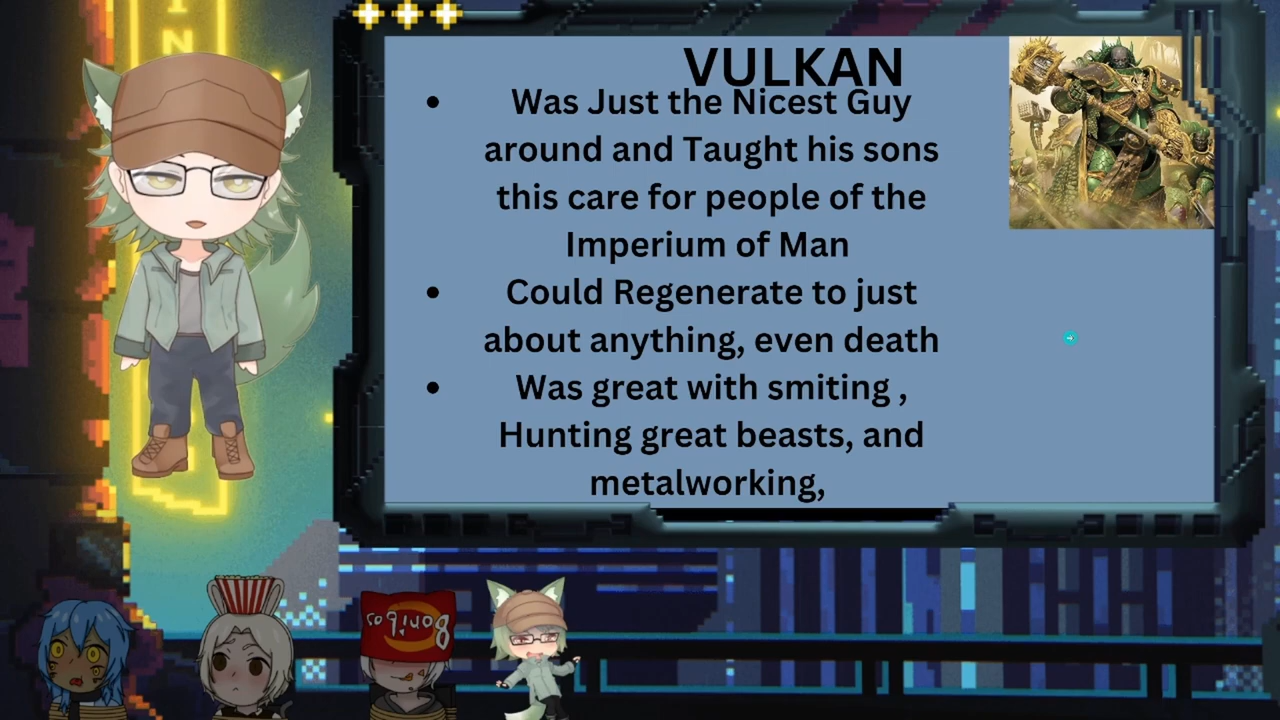 IN
VULKAN
• Was Just the Nicest Guy
around and Taught his sons
this care for people of the
Imperium of Man
• Could Regenerate to just
about anything, even death
• Was great with smiting ,
Hunting great beasts, and
metalworking,